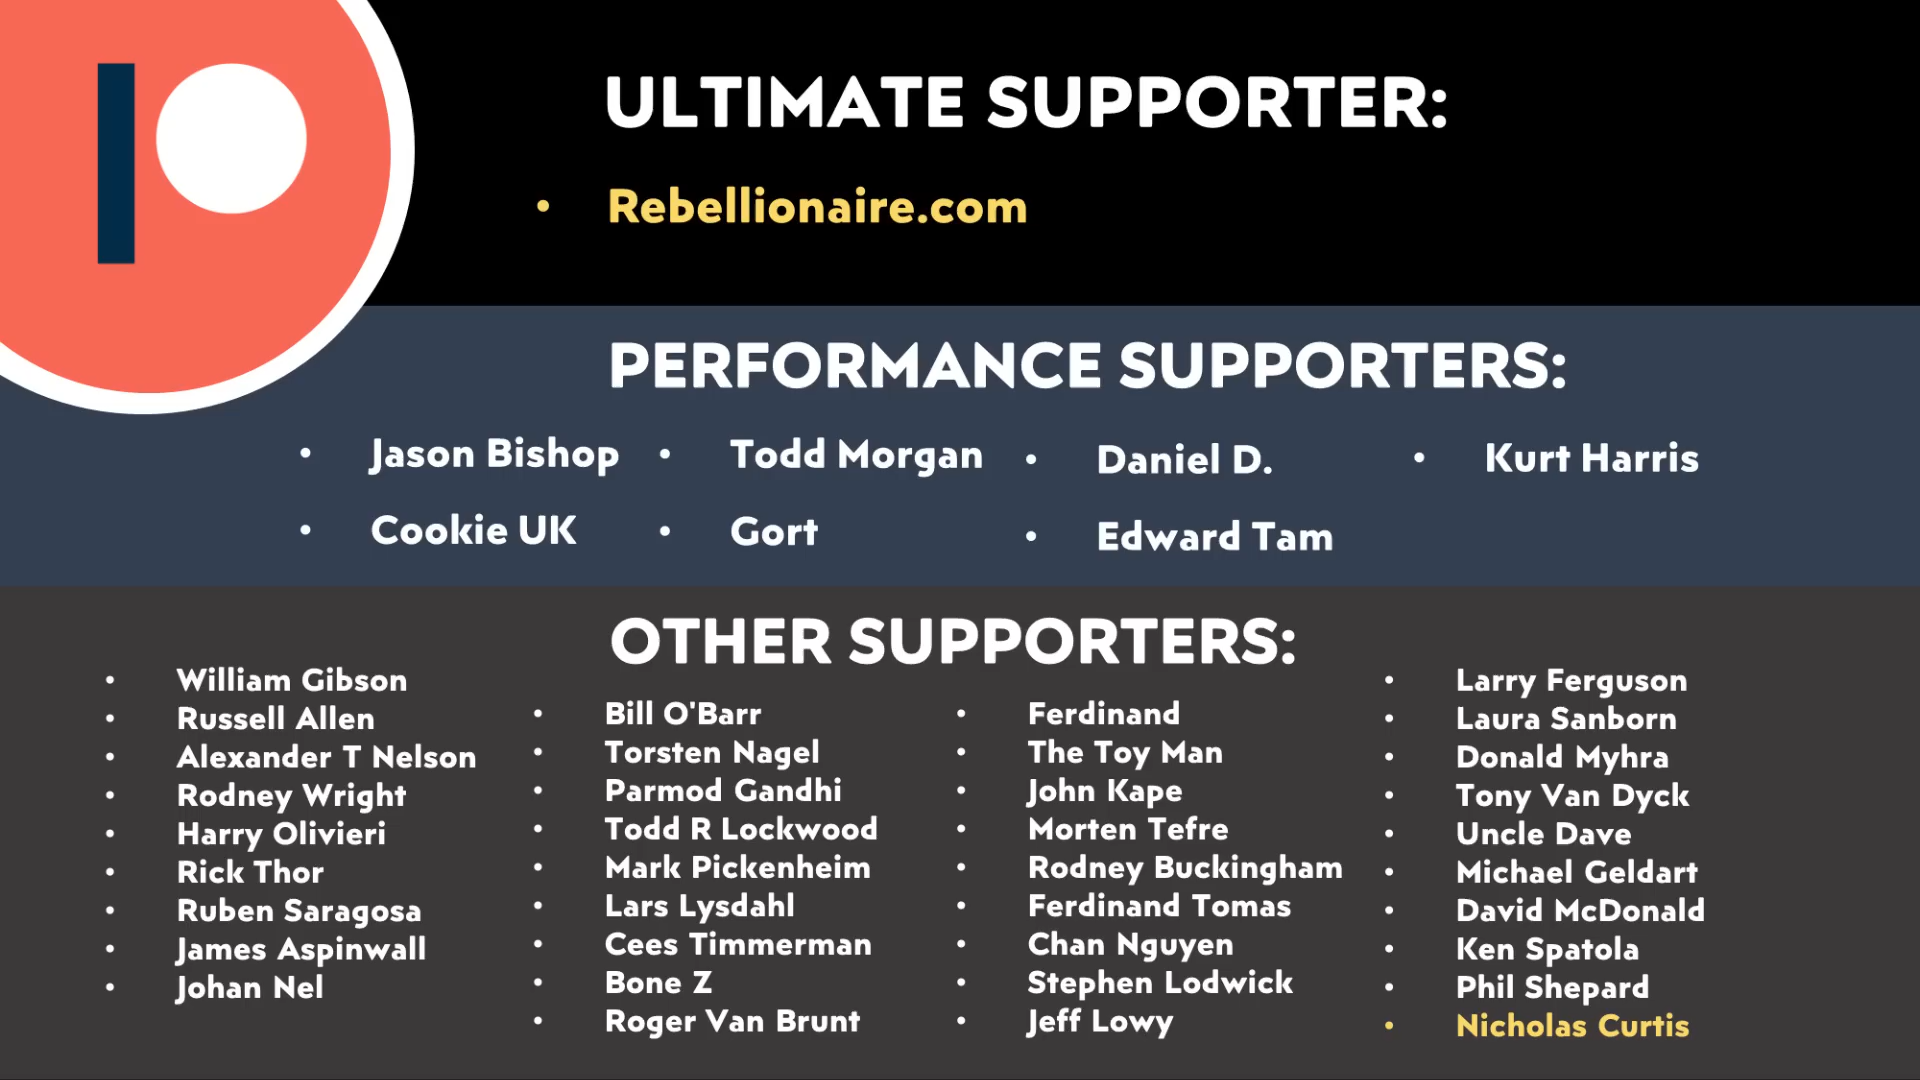 ULTIMATE SUPPORTER:
• Rebellionaire.com
PERFORMANCE SUPPORTERS:
• Jason Bishop
• Cookie UK
• Todd Morgan
• Gort
• Daniel D.
• Edward Tam
• Kurt Harris
OTHER SUPPORTERS:
• William Gibson
• Russell Allen
• Alexander T Nelson
• Rodney Wright
• Harry Olivieri
• Rick Thor
• Ruben Saragosa
• James Aspinwall
• Johan Nel
• Bill O'Barr
• Torsten Nagel
• Parmod Gandhi
• Todd R Lockwood
• Mark Pickenheim
• Lars Lysdahl
• Cees Timmerman
• Bone Z
• Roger Van Brunt
• Ferdinand
• The Toy Man
• John Kape
• Morten Tefre
• Rodney Buckingham
• Ferdinand Tomas
• Chan Nguyen
• Stephen Lodwick
• Jeff Lowy
• Larry Ferguson
• Laura Sanborn
• Donald Myhra
• Tony Van Dyck
• Uncle Dave
• Michael Geldart
• David McDonald
• Ken Spatola
• Phil Shepard
• Nicholas Curtis